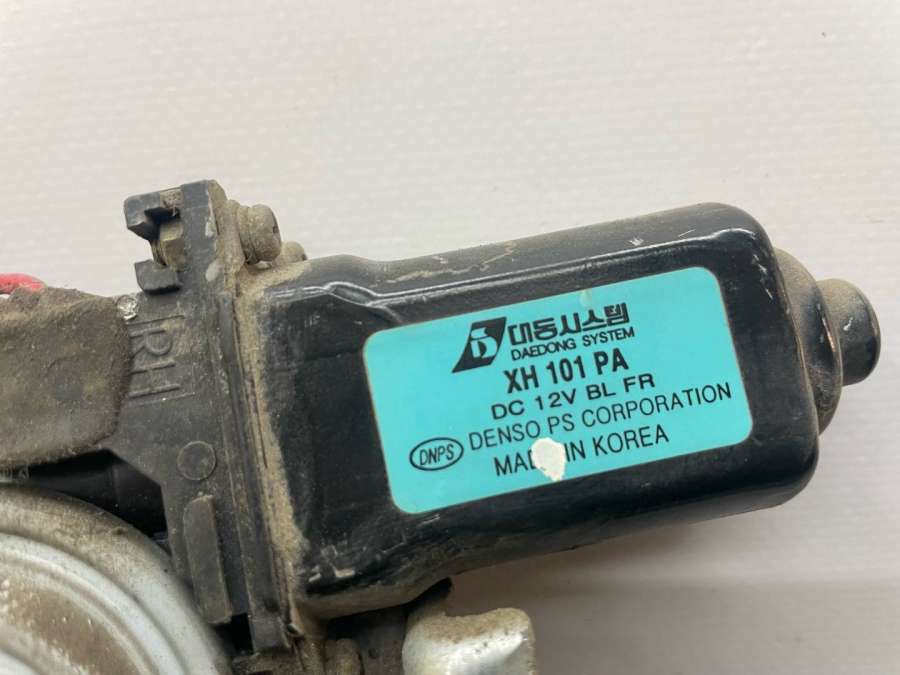 대동시스템
DAEDONG SYSTEM
XH 101 PA
DC 12V BL FR
DNPS DENSO PS CORPORATION
MADE IN KOREA
RH